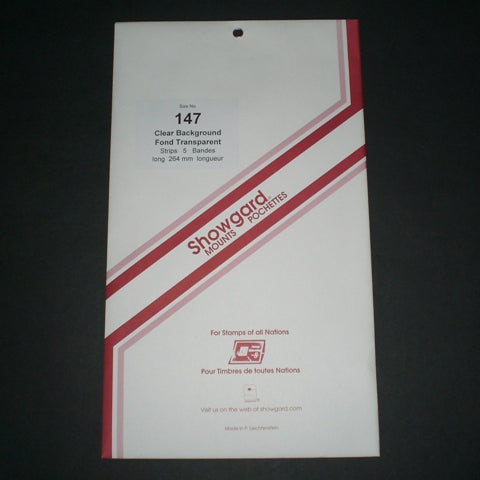 Size No
147
Clear Background
Fond Transparent
Strips 5 Bandes
long 264 mm longueur
Showgard®
MOUNTS POCHETTES
For Stamps of all Nations
Pour Timbres de toutes Nations
Visit us on the web at showgard.com
Made in P. Liechtenstein